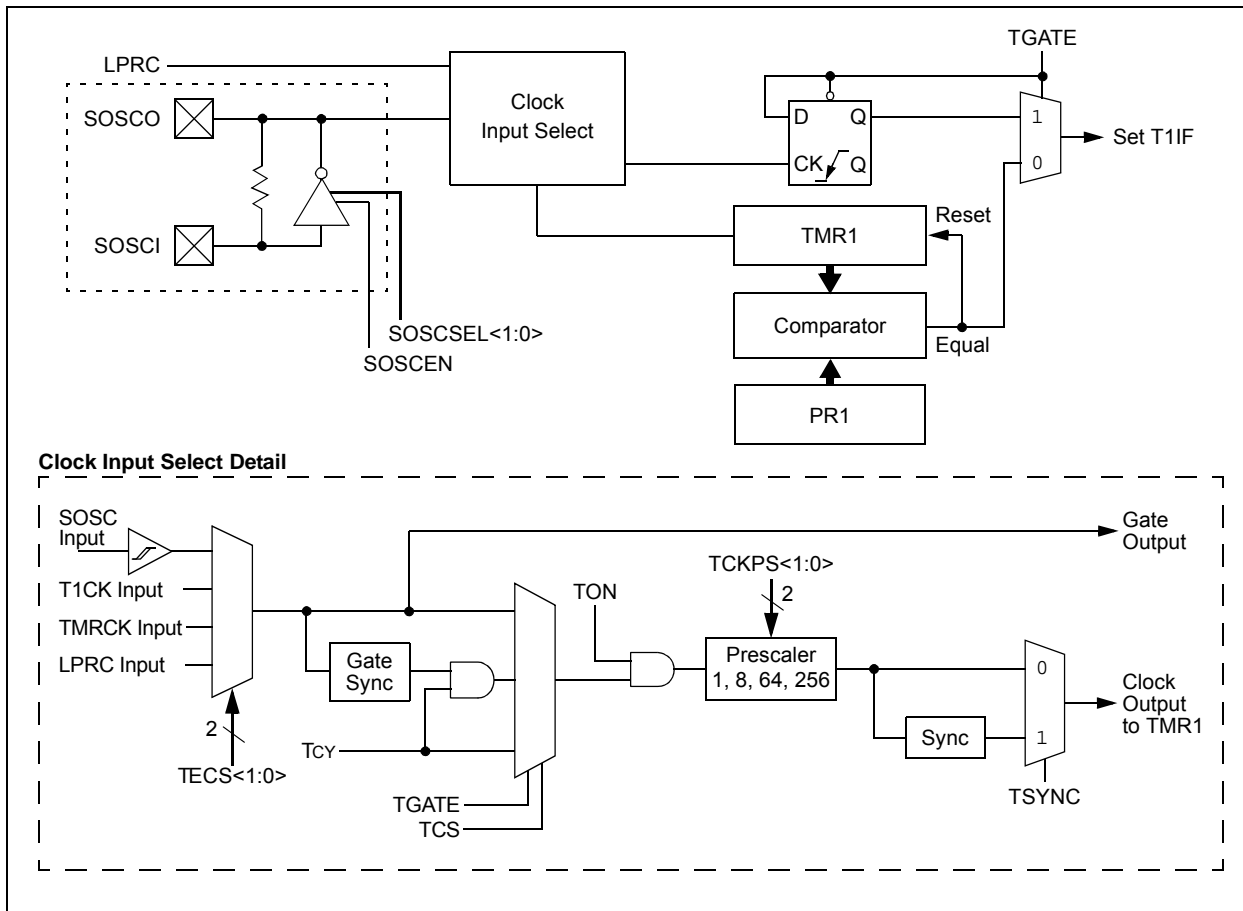 TGATE
LPRC
Clock
Input Select
SOSCO
D
Q
1
Set T1IF
CK
Q
0
SOSCI
TMR1
Reset
SOSCSEL<1:0>
SOSCEN
Comparator
Equal
PR1
Clock Input Select Detail
SOSC
Input
Gate
Output
T1CK Input
TCKPS<1:0>
TON
2
TMRCK Input
LPRC Input
Gate
Sync
Prescaler
1, 8, 64, 256
0
Clock
Output
to TMR1
2
TCY
Sync
1
TECS<1:0>
TGATE
TCS
TSYNC